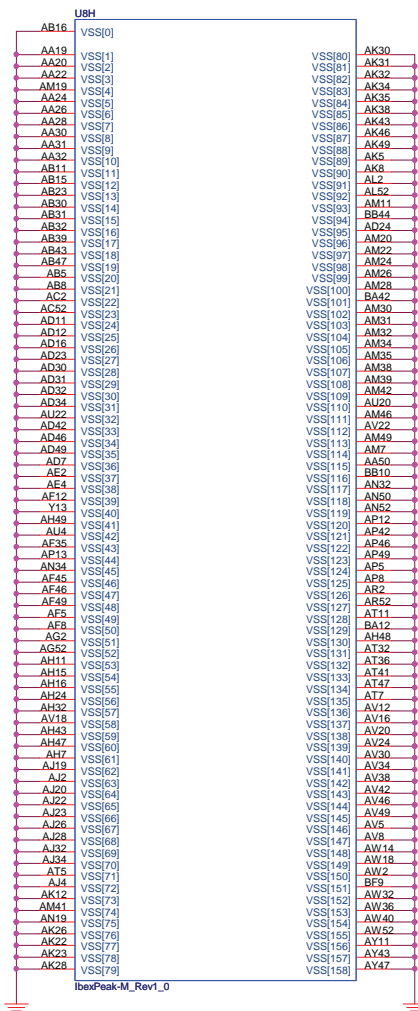 U8H
AB16 VSS[0]
AA19 VSS[1]
AA20 VSS[2]
AA22 VSS[3]
AM19 VSS[4]
AA24 VSS[5]
AA26 VSS[6]
AA28 VSS[7]
AA30 VSS[8]
AA31 VSS[9]
AA32 VSS[10]
AB11 VSS[11]
AB15 VSS[12]
AB23 VSS[13]
AB30 VSS[14]
AB31 VSS[15]
AB32 VSS[16]
AB39 VSS[17]
AB43 VSS[18]
AB47 VSS[19]
AB5 VSS[20]
AB8 VSS[21]
AC2 VSS[22]
AC52 VSS[23]
AD11 VSS[24]
AD12 VSS[25]
AD16 VSS[26]
AD23 VSS[27]
AD30 VSS[28]
AD31 VSS[29]
AD32 VSS[30]
AD34 VSS[31]
AU22 VSS[32]
AD42 VSS[33]
AD46 VSS[34]
AD49 VSS[35]
AD7 VSS[36]
AE2 VSS[37]
AE4 VSS[38]
AF12 VSS[39]
Y13 VSS[40]
AH49 VSS[41]
AU4 VSS[42]
AF35 VSS[43]
AP13 VSS[44]
AN34 VSS[45]
AF45 VSS[46]
AF46 VSS[47]
AF49 VSS[48]
AF5 VSS[49]
AF8 VSS[50]
AG2 VSS[51]
AG52 VSS[52]
AH11 VSS[53]
AH15 VSS[54]
AH16 VSS[55]
AH24 VSS[56]
AH32 VSS[57]
AV18 VSS[58]
AH43 VSS[59]
AH47 VSS[60]
AH7 VSS[61]
AJ19 VSS[62]
AJ2 VSS[63]
AJ20 VSS[64]
AJ22 VSS[65]
AJ23 VSS[66]
AJ26 VSS[67]
AJ28 VSS[68]
AJ32 VSS[69]
AJ34 VSS[70]
AT5 VSS[71]
AJ4 VSS[72]
AK12 VSS[73]
AM41 VSS[74]
AN19 VSS[75]
AK26 VSS[76]
AK22 VSS[77]
AK23 VSS[78]
AK28 VSS[79]
VSS[80] AK30
VSS[81] AK31
VSS[82] AK32
VSS[83] AK34
VSS[84] AK35
VSS[85] AK38
VSS[86] AK43
VSS[87] AK46
VSS[88] AK49
VSS[89] AK5
VSS[90] AK8
VSS[91] AL2
VSS[92] AL52
VSS[93] AM11
VSS[94] BB44
VSS[95] AD24
VSS[96] AM20
VSS[97] AM22
VSS[98] AM24
VSS[99] AM26
VSS[100] AM28
VSS[101] BA42
VSS[102] AM30
VSS[103] AM31
VSS[104] AM32
VSS[105] AM34
VSS[106] AM35
VSS[107] AM38
VSS[108] AM39
VSS[109] AM42
VSS[110] AU20
VSS[111] AM46
VSS[112] AV22
VSS[113] AM49
VSS[114] AM7
VSS[115] AA50
VSS[116] BB10
VSS[117] AN32
VSS[118] AN50
VSS[119] AN52
VSS[120] AP12
VSS[121] AP42
VSS[122] AP46
VSS[123] AP49
VSS[124] AP5
VSS[125] AP8
VSS[126] AR2
VSS[127] AR52
VSS[128] AT11
VSS[129] BA12
VSS[130] AH48
VSS[131] AT32
VSS[132] AT36
VSS[133] AT41
VSS[134] AT47
VSS[135] AT7
VSS[136] AV12
VSS[137] AV16
VSS[138] AV20
VSS[139] AV24
VSS[140] AV30
VSS[141] AV34
VSS[142] AV38
VSS[143] AV42
VSS[144] AV46
VSS[145] AV49
VSS[146] AV5
VSS[147] AV8
VSS[148] AW14
VSS[149] AW18
VSS[150] AW2
VSS[151] BF9
VSS[152] AW32
VSS[153] AW36
VSS[154] AW40
VSS[155] AW52
VSS[156] AY11
VSS[157] AY43
VSS[158] AY47
IbexPeak-M_Rev1_0